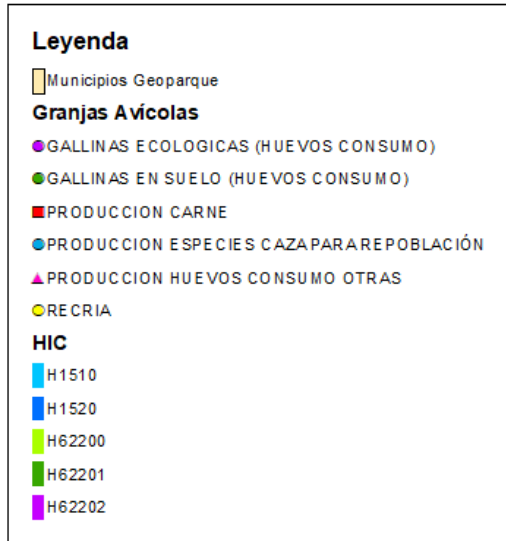 Leyenda
Municipios Geoparque
Granjas Avícolas
GALLINAS ECOLOGICAS (HUEVOS CONSUMO)
GALLINAS EN SUELO (HUEVOS CONSUMO)
PRODUCCION CARNE
PRODUCCION ESPECIES CAZA PARA REPOBLACIÓN
PRODUCCION HUEVOS CONSUMO OTRAS
RECRIA
HIC
H1510
H1520
H62200
H62201
H62202